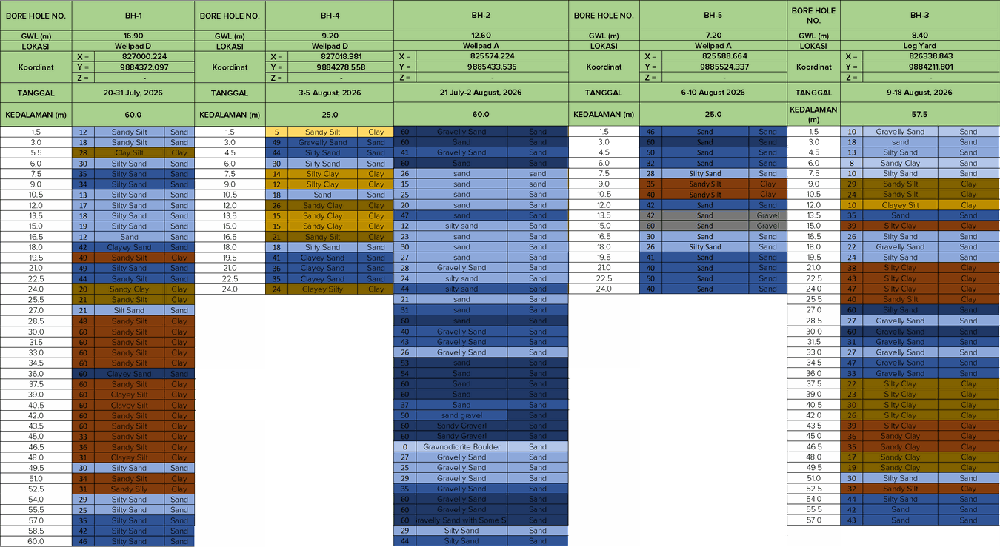 BORE HOLE NO. BH-1 BORE HOLE NO. BH-4 BH-2 BORE HOLE NO. BH-5 BORE HOLE NO. BH-3
GWL (m) 16.90 GWL (m) 9.20 12.60 GWL (m) 7.20 GWL (m) 8.40
LOKASI Wellpad D LOKASI Wellpad D Wellpad A LOKASI Wellpad A LOKASI Log Yard
Koordinat X = 827000.224 Koordinat X = 827018.381 X = 825574.224 Koordinat X = 825588.664 Koordinat X = 826338.843
Y = 9884372.097 Y = 9884278.558 Y = 9885433.535 Y = 9885524.337 Y = 9884211.801
Z = - Z = - Z = - Z = - Z = -
TANGGAL 20-31 July, 2026 TANGGAL 3-5 August, 2026 21 July-2 August, 2026 TANGGAL 6-10 August 2026 TANGGAL 9-18 August, 2026
KEDALAMAN (m) 60.0 KEDALAMAN (m) 25.0 60.0 KEDALAMAN (m) 25.0 KEDALAMAN (m) 57.5
1.5 12 Sandy Silt Sand 1.5 5 Sandy Silt Clay 60 Gravelly Sand Sand 1.5 46 Sand Sand 1.5 10 Gravelly Sand Sand
3.0 18 Sandy Silt Sand 3.0 49 Gravelly Sand Sand 60 Sand Sand 3.0 60 Sand Sand 3.0 18 sand Sand
5.5 28 Clay Silt Clay 4.5 44 Silty Sand Sand 41 Gravelly Sand Sand 4.5 50 Sand Sand 4.5 13 Silty Sand Sand
6.0 30 Silty Sand Sand 6.0 30 Silty Sand Sand 60 Sand Sand 6.0 32 Sand Sand 6.0 8 Sandy Clay Sand
7.5 35 Silty Sand Sand 7.5 14 Silty Clay Clay 26 sand Sand 7.5 28 Silty Sand Sand 7.5 10 Silty Sand Sand
9.0 34 Silty Sand Sand 9.0 12 Silty Clay Clay 15 sand Sand 9.0 35 Sandy Silt Clay 9.0 29 Sandy Silt Clay
10.5 13 Silty Sand Sand 10.5 18 Sand Sand 25 sand Sand 10.5 40 Sandy Silt Clay 10.5 24 Sandy Silt Clay
12.0 17 Silty Sand Sand 12.0 26 Sandy Clay Clay 20 sand Sand 12.0 42 Sand Sand 12.0 10 Clayey Silt Clay
13.5 18 Silty Sand Sand 13.5 15 Sandy Clay Clay 47 sand Sand 13.5 42 Sand Gravel 13.5 35 Sand Sand
15.0 19 Silty Sand Sand 15.0 15 Sandy Clay Clay 12 silty sand Sand 15.0 60 Sand Gravel 15.0 39 Silty Clay Clay
16.5 12 Sand Sand 16.5 21 Sandy Silt Clay 23 sand Sand 16.5 30 Sand Sand 16.5 26 Silty Sand Sand
18.0 42 Clayey Sand Sand 18.0 18 Silty Sand Sand 30 sand Sand 18.0 26 Silty Sand Sand 18.0 22 Gravelly Sand Sand
19.5 49 Sandy Silt Clay 19.5 41 Clayey Sand Sand 27 sand Sand 19.5 41 Sand Sand 19.5 24 Silty Sand Sand
21.0 49 Silty Sand Sand 21.0 36 Clayey Sand Sand 28 Gravelly Sand Sand 21.0 40 Sand Sand 21.0 38 Silty Clay Clay
22.5 44 Sandy Silt Sand 22.5 35 Clayey Sand Sand 24 silty sand Sand 22.5 50 Sand Sand 22.5 43 Silty Clay Clay
24.0 20 Sandy Clay Clay 24.0 24 Clayey Silty Clay 44 silty sand Sand 24.0 40 Sand Sand 24.0 47 Silty Clay Clay
25.5 21 Sandy Silt Clay 21 sand Sand 25.5 40 Sandy Silt Clay
27.0 21 Silt Sand Sand 31 sand Sand 27.0 60 Silty Sand Sand
28.5 48 Sandy Silt Clay 60 sand Sand 28.5 27 Gravelly Sand Sand
30.0 60 Sandy Silt Clay 40 Gravelly Sand Sand 30.0 60 Gravelly Sand Sand
31.5 60 Sandy Silt Clay 43 Gravelly Sand Sand 31.5 31 Gravelly Sand Sand
33.0 60 Sandy Silt Clay 26 Gravelly Sand Sand 33.0 27 Gravelly Sand Sand
34.5 60 Sandy Silt Clay 53 sand Sand 34.5 47 Gravelly Sand Sand
36.0 60 Clayey Sand Sand 54 Sand Sand 36.0 33 Gravelly Sand Sand
37.5 60 Sandy Silt Clay 60 Sand Sand 37.5 22 Silty Clay Clay
39.0 60 Clayey Silt Clay 60 Sand Sand 39.0 23 Silty Clay Clay
40.5 60 Clayey Silt Clay 37 Sand Sand 40.5 30 Silty Clay Clay
42.0 60 Sandy Silt Clay 50 sand gravel Sand 42.0 26 Silty Clay Clay
43.5 60 Sandy Silt Clay 60 Sandy Graverl Sand 43.5 39 Silty Clay Clay
45.0 33 Sandy Silt Clay 60 Sandy Graverl Sand 45.0 36 Sandy Clay Clay
46.5 36 Sandy Silt Clay 0 Gravnodiorite Boulder Sand 46.5 35 Sandy Clay Clay
48.0 31 Clayey Silt Clay 27 Gravelly Sand Sand 48.0 17 Sandy Clay Clay
49.5 30 Silty Sand Sand 25 Gravelly Sand Sand 49.5 19 Sandy Clay Clay
51.0 34 Sandy Silt Clay 29 Gravelly Sand Sand 51.0 30 Silty Sand Sand
52.5 31 Sandy Sily Clay 35 Gravelly Sand Sand 52.5 32 Sandy Silt Clay
54.0 29 Silty Sand Sand 60 Gravelly Sand Sand 54.0 44 Silty Sand Sand
55.5 25 Silty Sand Sand 60 Gravelly Sand Sand 55.5 42 Sand Sand
57.0 35 Silty Sand Sand 60 ravelly Sand with Some S Sand 57.0 43 Sand Sand
58.5 42 Silty Sand Sand 29 Silty Sand Sand
60.0 46 Silty Sand Sand 44 Silty Sand Sand